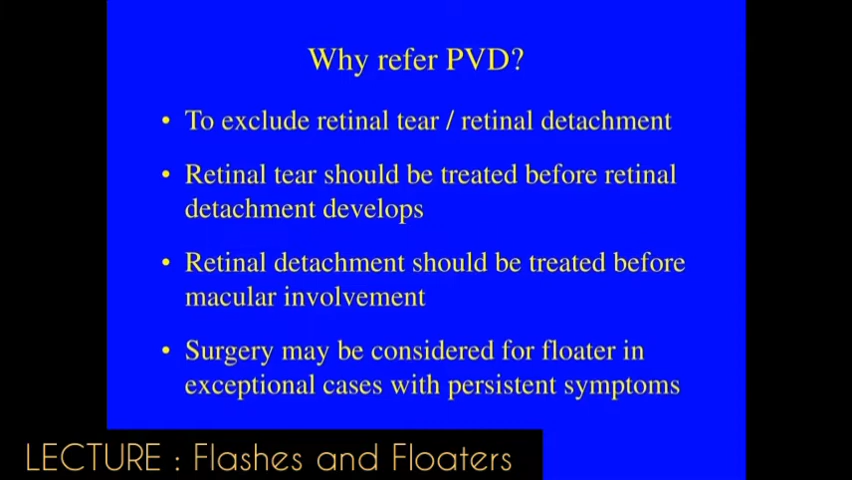 Why refer PVD?
• To exclude retinal tear / retinal detachment
• Retinal tear should be treated before retinal
detachment develops
• Retinal detachment should be treated before
macular involvement
• Surgery may be considered for floater in
exceptional cases with persistent symptoms
LECTURE : Flashes and Floaters